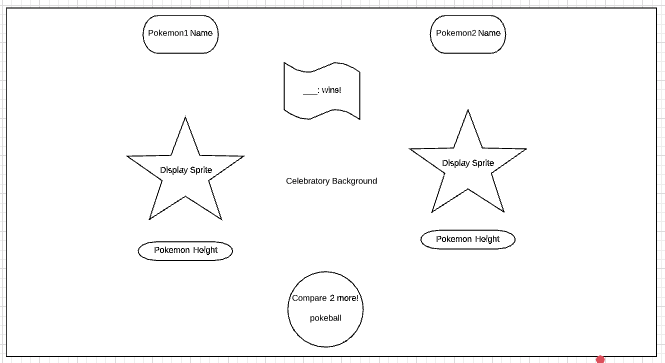 Pokemon1 Name
Pokemon2 Name
___: wins!
Display Sprite
Display Sprite
Celebratory Background
Pokemon Height
Pokemon Height
Compare 2 more!
pokeball